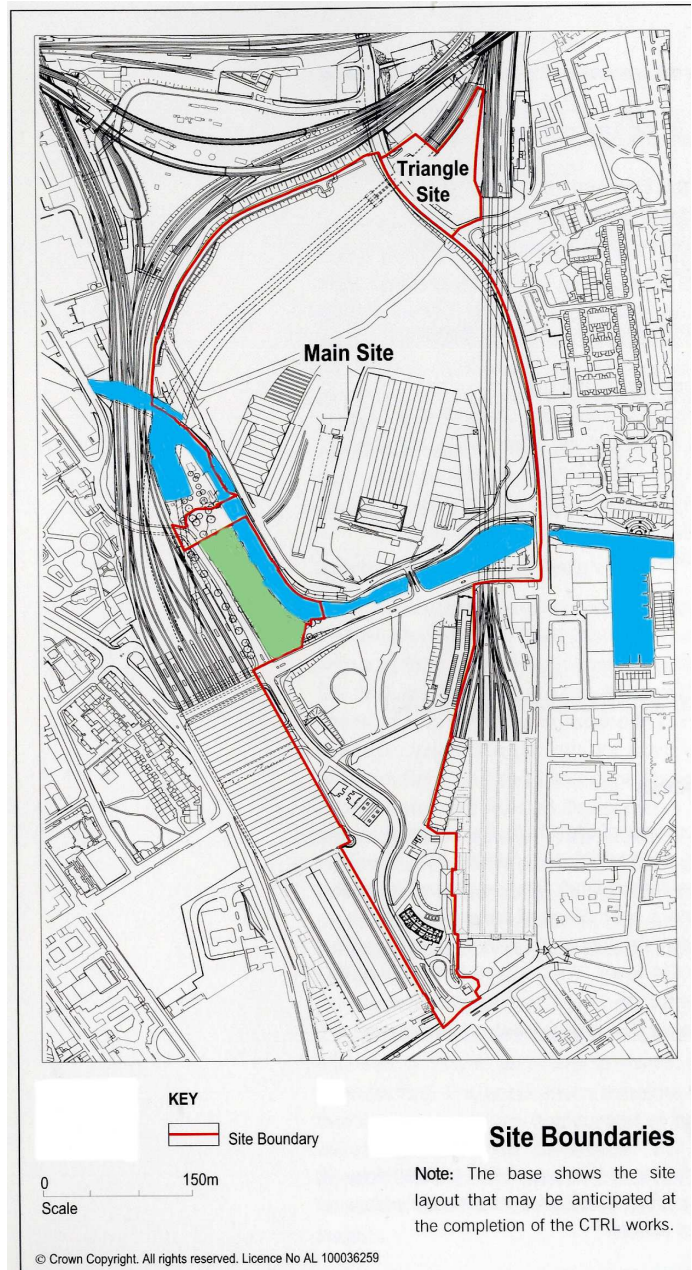 Triangle
Site
Main Site
KEY
Site Boundary
0
150m
Scale
Site Boundaries
Note: The base shows the site
layout that may be anticipated at
the completion of the CTRL works.
© Crown Copyright. All rights reserved. Licence No AL 100036259